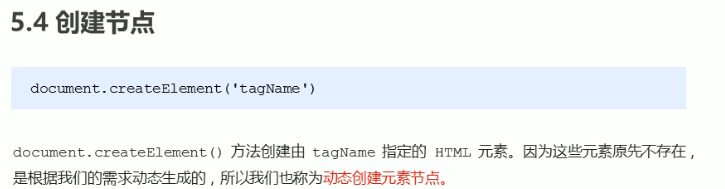 5.4 创建节点
document.createElement('tagName')
document.createElement() 方法创建由 tagName 指定的 HTML 元素。因为这些元素原先不存在，
是根据我们的需求动态生成的，所以我们也称为动态创建元素节点。